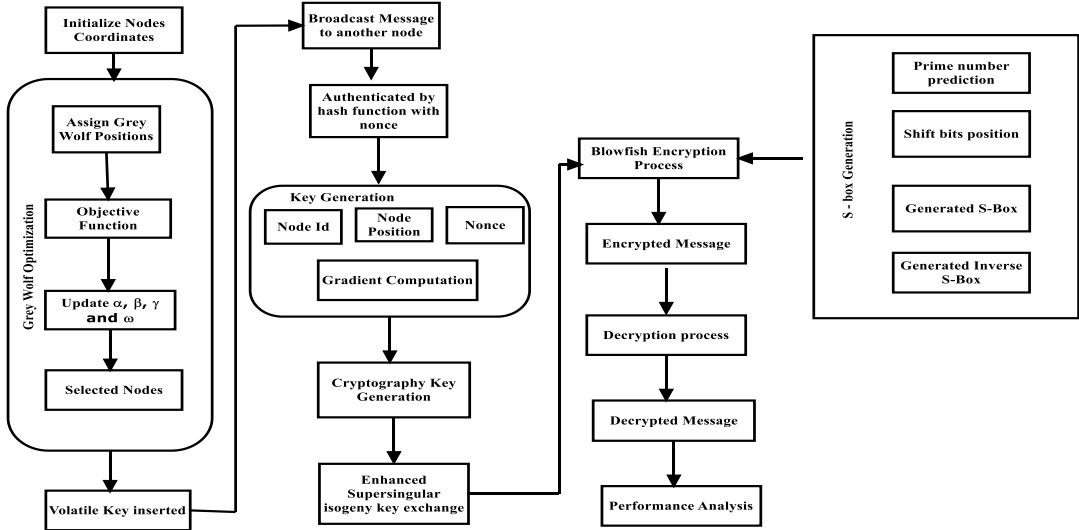 Initialize Nodes
Coordinates
Grey Wolf Optimization
Assign Grey
Wolf Positions
Objective
Function
Update α, β, γ
and ω
Selected Nodes
Volatile Key inserted
Broadcast Message
to another node
Authenticated by
hash function with
nonce
Key Generation
Node Id
Node
Position
Nonce
Gradient Computation
Cryptography Key
Generation
Enhanced
Supersingular
isogeny key exchange
Blowfish Encryption
Process
Encrypted Message
Decryption process
Decrypted Message
Performance Analysis
S - box Generation
Prime number
prediction
Shift bits position
Generated S-Box
Generated Inverse
S-Box